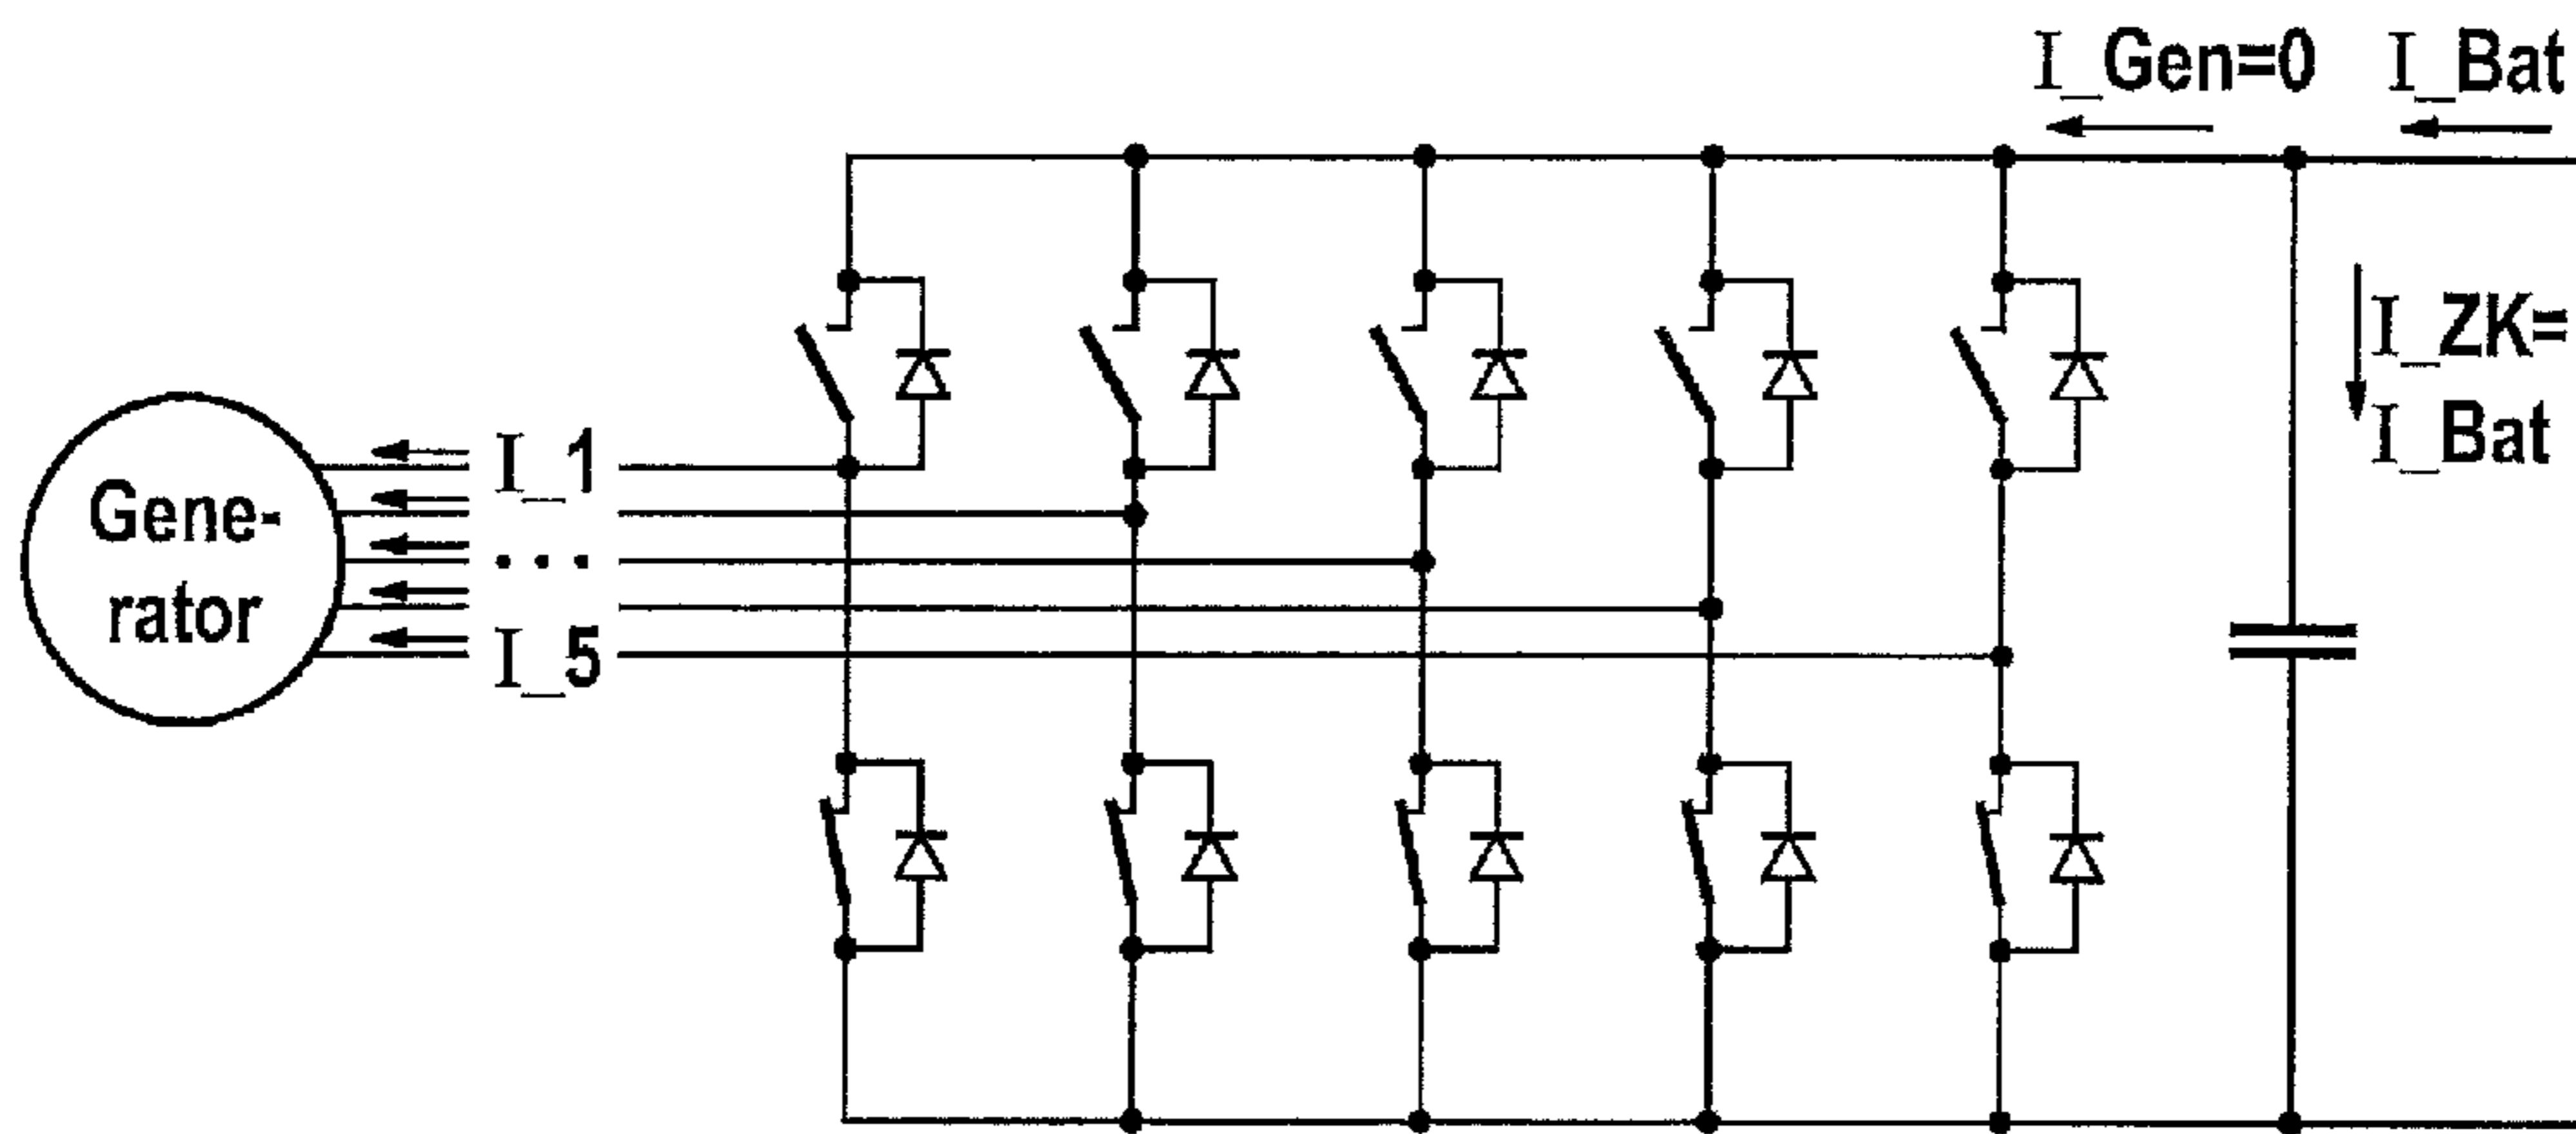 I_Gen=0 I_Bat
I_ZK=
I_Bat
Gene-
rator
I_1
...
I_5